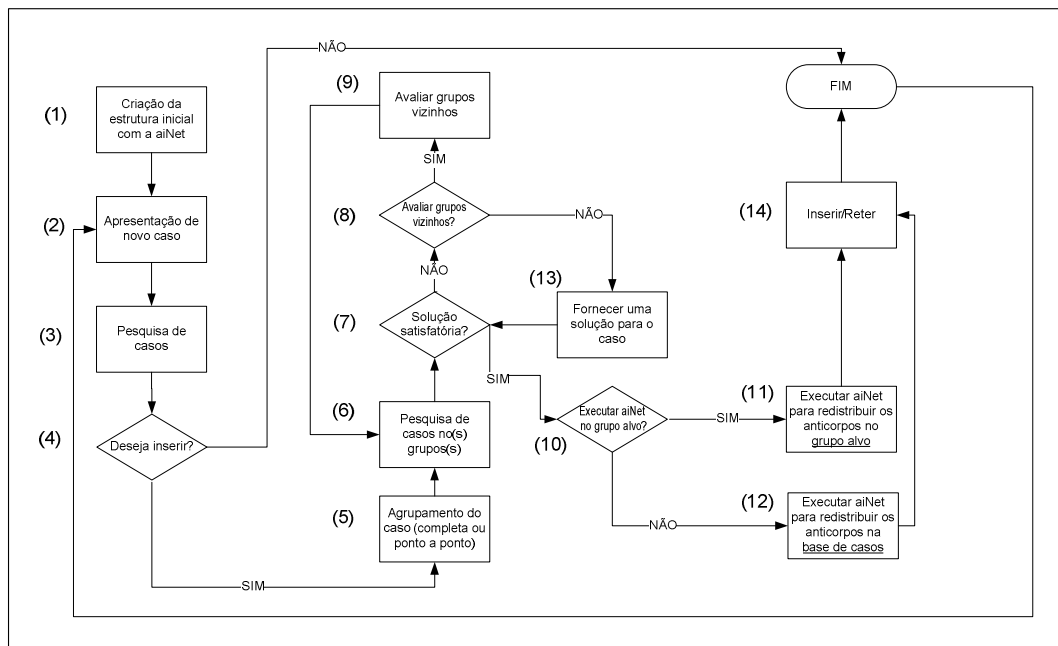 (1)
Criação da
estrutura inicial
com a aiNet
(2)
Apresentação de
novo caso
(3)
Pesquisa de
casos
(4)
Deseja inserir?
NÃO
SIM
(5)
Agrupamento do
caso (completa ou
ponto a ponto)
(6)
Pesquisa de
casos no(s)
grupos(s)
(7)
Solução
satisfatória?
NÃO
SIM
(8)
Avaliar grupos
vizinhos?
SIM
NÃO
(9)
Avaliar grupos
vizinhos
(13)
Fornecer uma
solução para o
caso
(10)
Executar aiNet
no grupo alvo?
SIM
NÃO
(11)
Executar aiNet
para redistribuir os
anticorpos no
grupo alvo
(12)
Executar aiNet
para redistribuir os
anticorpos na
base de casos
(14)
Inserir/Reter
FIM